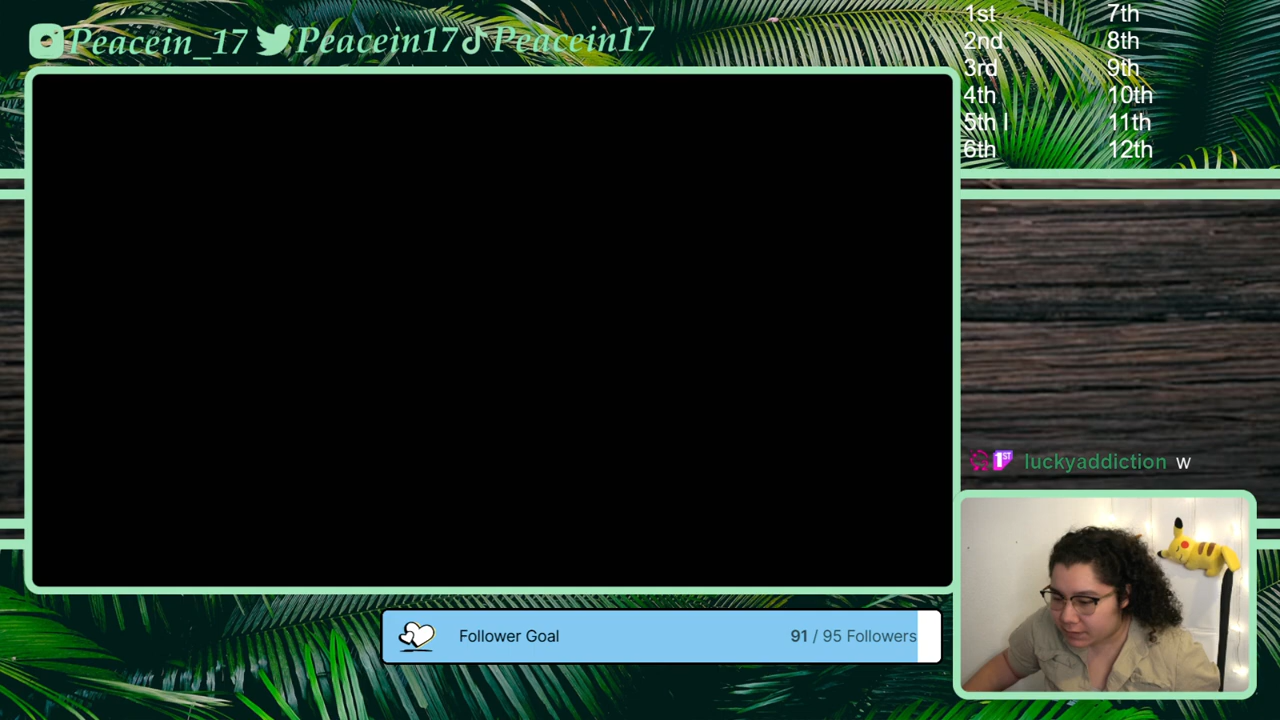 Peacein_17 Peacein17 Peacein17
1st 7th
2nd 8th
3rd 9th
4th 10th
5th l 11th
6th 12th
1ST luckyaddiction w
Follower Goal 91 / 95 Followers